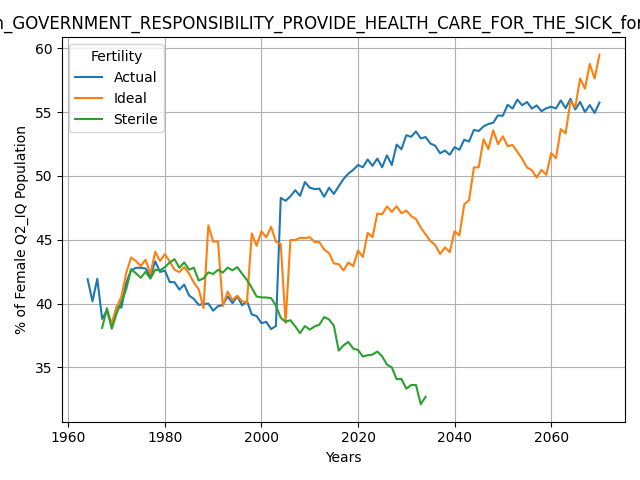 n_GOVERNMENT_RESPONSIBILITY_PROVIDE_HEALTH_CARE_FOR_THE_SICK_for
Fertility
Actual
Ideal
Sterile
% of Female Q2_IQ Population
60
55
50
45
40
35
1960
1980
2000
2020
2040
2060
Years